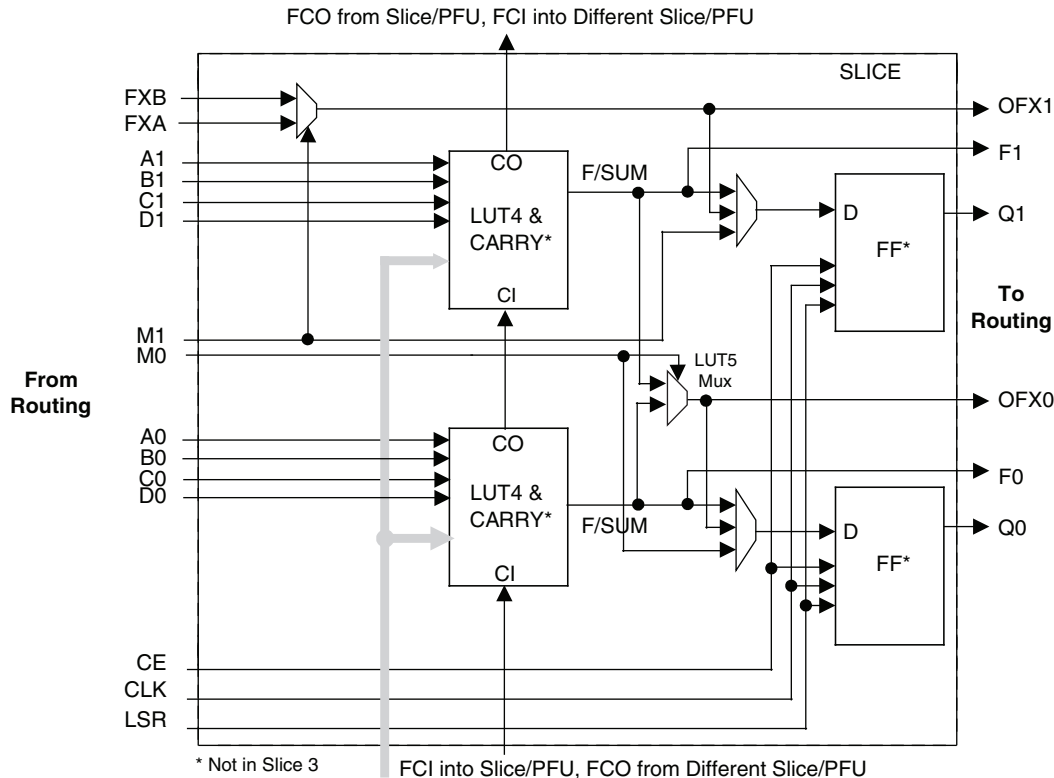 FCO from Slice/PFU, FCI into Different Slice/PFU
SLICE
FXB
FXA
OFX1
F1
A1
B1
C1
D1
CO
LUT4 &
CARRY*
CI
F/SUM
D
FF*
Q1
To
Routing
M1
M0
LUT5
Mux
From
Routing
OFX0
A0
B0
C0
D0
CO
LUT4 &
CARRY*
CI
F/SUM
F0
D
FF*
Q0
CE
CLK
LSR
* Not in Slice 3
FCI into Slice/PFU, FCO from Different Slice/PFU